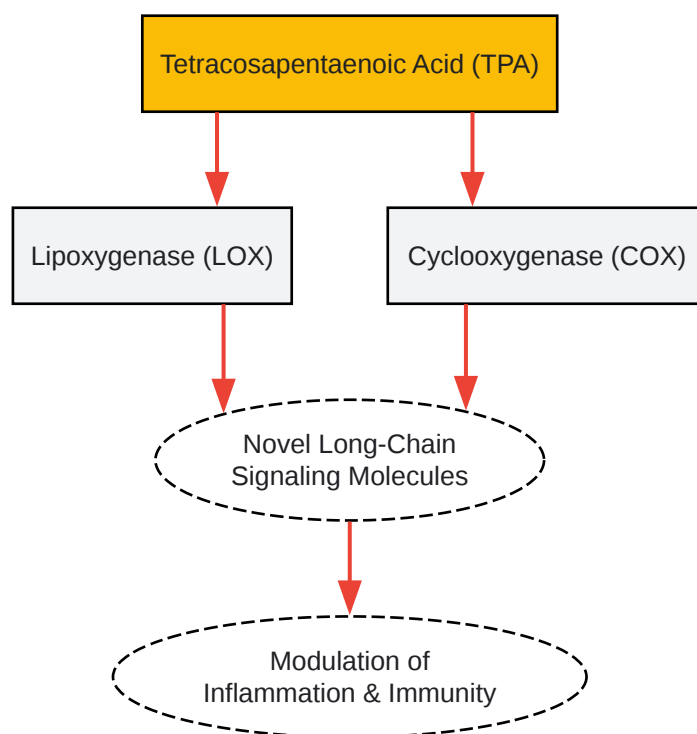 Tetracosapentaenoic Acid (TPA)
Lipoxygenase (LOX)
Cyclooxygenase (COX)
Novel Long-Chain
Signaling Molecules
Modulation of
Inflammation & Immunity